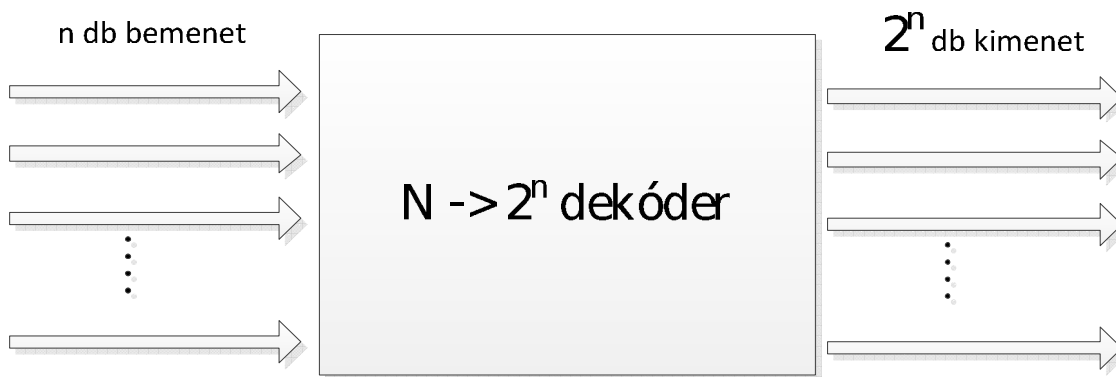 n db bemenet
2ⁿ db kimenet
N -> 2ⁿ dekóder